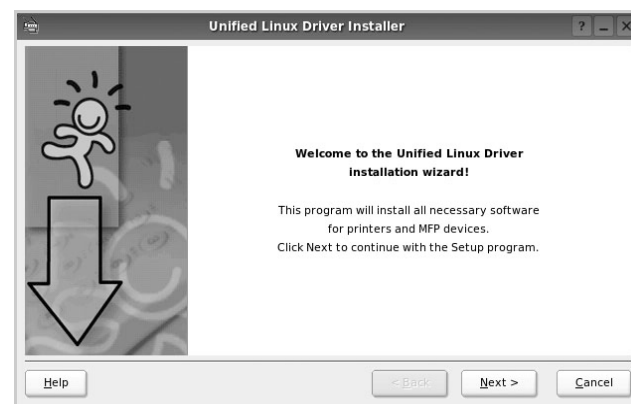 Unified Linux Driver Installer
Welcome to the Unified Linux Driver
installation wizard!
This program will install all necessary software
for printers and MFP devices.
Click Next to continue with the Setup program.
Help
< Back
Next >
Cancel